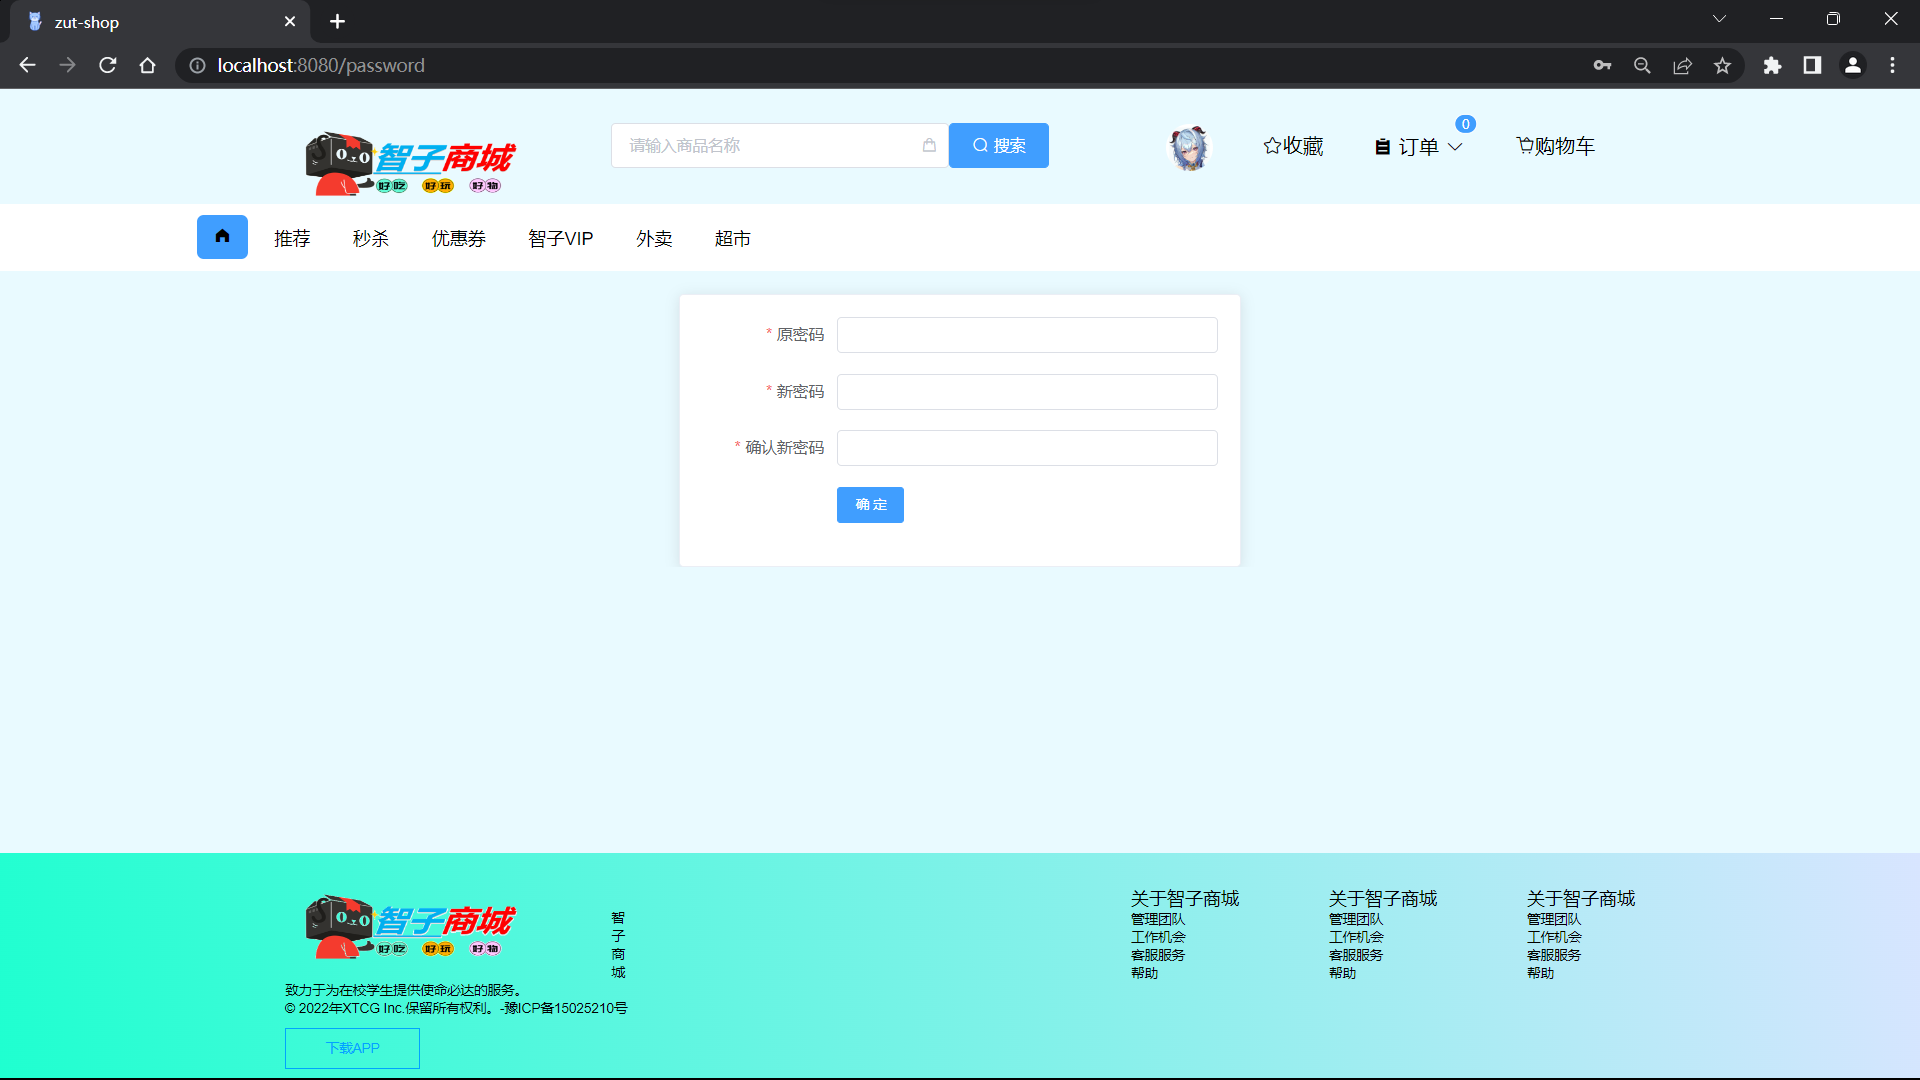 zut-shop
localhost:8080/password
智子商城
好吃 好玩 好物
请输入商品名称
搜索
收藏
订单
0
购物车
推荐 秒杀 优惠券 智子VIP 外卖 超市
* 原密码
* 新密码
* 确认新密码
确定
智子商城
好吃 好玩 好物
智
子
商
城
致力于为在校学生提供使命必达的服务。
© 2022年XTCG Inc.保留所有权利。-豫ICP备15025210号
下载APP
关于智子商城
管理团队
工作机会
客服服务
帮助
关于智子商城
管理团队
工作机会
客服服务
帮助
关于智子商城
管理团队
工作机会
客服服务
帮助